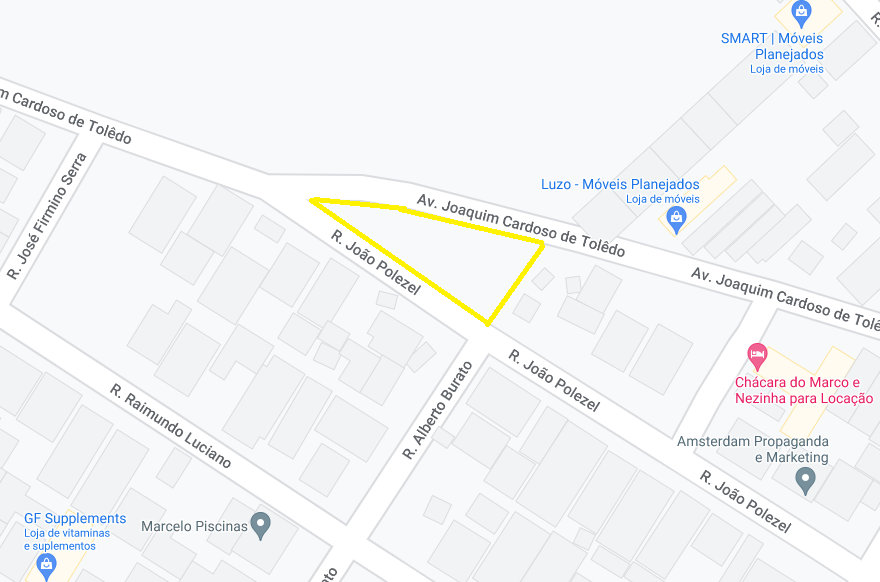 R.
SMART | Móveis
Planejados
Loja de móveis
m Cardoso de Tolêdo
R. José Firmino Serra
Luzo - Móveis Planejados
Loja de móveis
Av. Joaquim Cardoso de Tolêdo
R. João Polezel
Av. Joaquim Cardoso de Tolê
R. João Polezel
Chácara do Marco e
Nezinha para Locação
R. Alberto Burato
R. Raimundo Luciano
Amsterdam Propaganda
e Marketing
R. João Polezel
GF Supplements
Loja de vitaminas
e suplementos
Marcelo Piscinas
ato